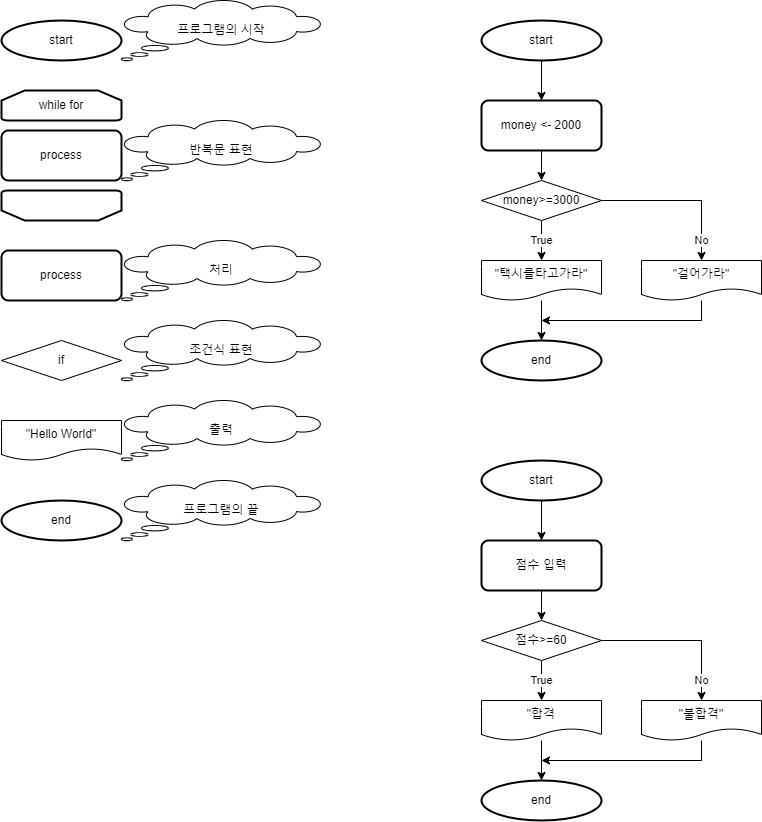 start
프로그램의 시작
while for
process
반복문 표현
process
처리
if
조건식 표현
"Hello World"
출력
end
프로그램의 끝
start
money <- 2000
money>=3000
True
No
"택시를타고가라"
"걸어가라"
end
start
점수 입력
점수>=60
True
No
"합격
"불합격"
end